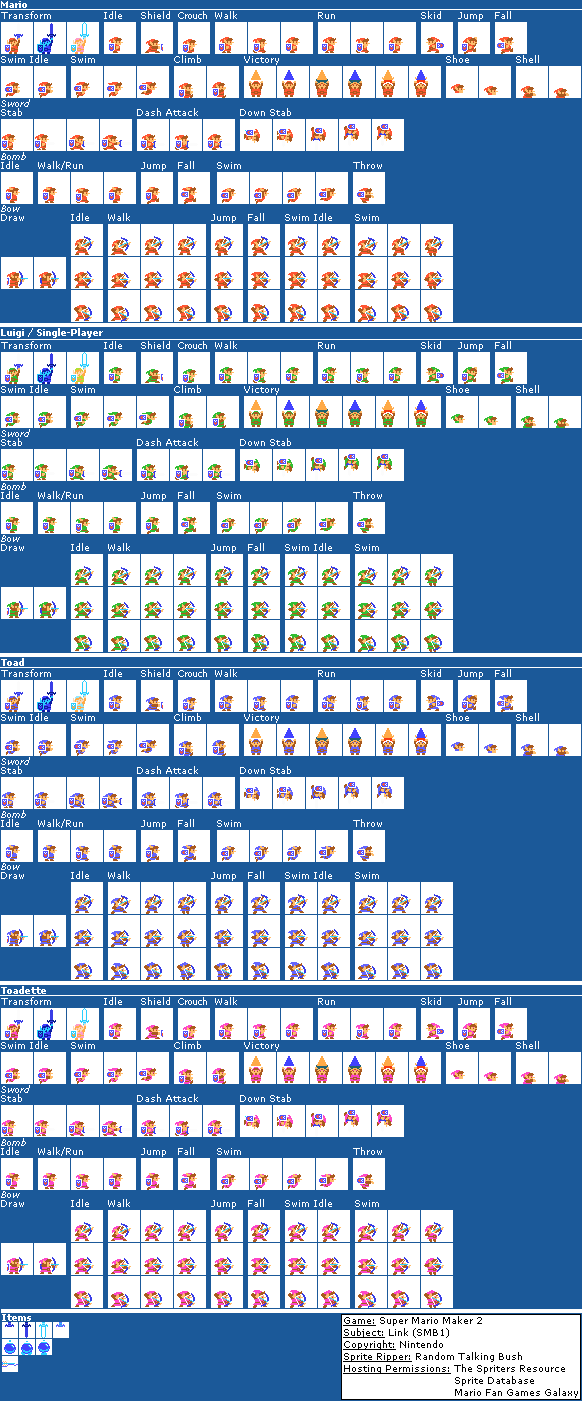 Mario
Transform Idle Shield Crouch Walk Run Skid Jump Fall
Swim Idle Swim Climb Victory Shoe Shell
Sword
Stab Dash Attack Down Stab
Bomb
Idle Walk/Run Jump Fall Swim Throw
Bow
Draw Idle Walk Jump Fall Swim Idle Swim
Luigi / Single-Player
Transform Idle Shield Crouch Walk Run Skid Jump Fall
Swim Idle Swim Climb Victory Shoe Shell
Sword
Stab Dash Attack Down Stab
Bomb
Idle Walk/Run Jump Fall Swim Throw
Bow
Draw Idle Walk Jump Fall Swim Idle Swim
Toad
Transform Idle Shield Crouch Walk Run Skid Jump Fall
Swim Idle Swim Climb Victory Shoe Shell
Sword
Stab Dash Attack Down Stab
Bomb
Idle Walk/Run Jump Fall Swim Throw
Bow
Draw Idle Walk Jump Fall Swim Idle Swim
Toadette
Transform Idle Shield Crouch Walk Run Skid Jump Fall
Swim Idle Swim Climb Victory Shoe Shell
Sword
Stab Dash Attack Down Stab
Bomb
Idle Walk/Run Jump Fall Swim Throw
Bow
Draw Idle Walk Jump Fall Swim Idle Swim
Items
Game: Super Mario Maker 2
Subject: Link (SMB1)
Copyright: Nintendo
Sprite Ripper: Random Talking Bush
Hosting Permissions: The Spriters Resource
Sprite Database
Mario Fan Games Galaxy